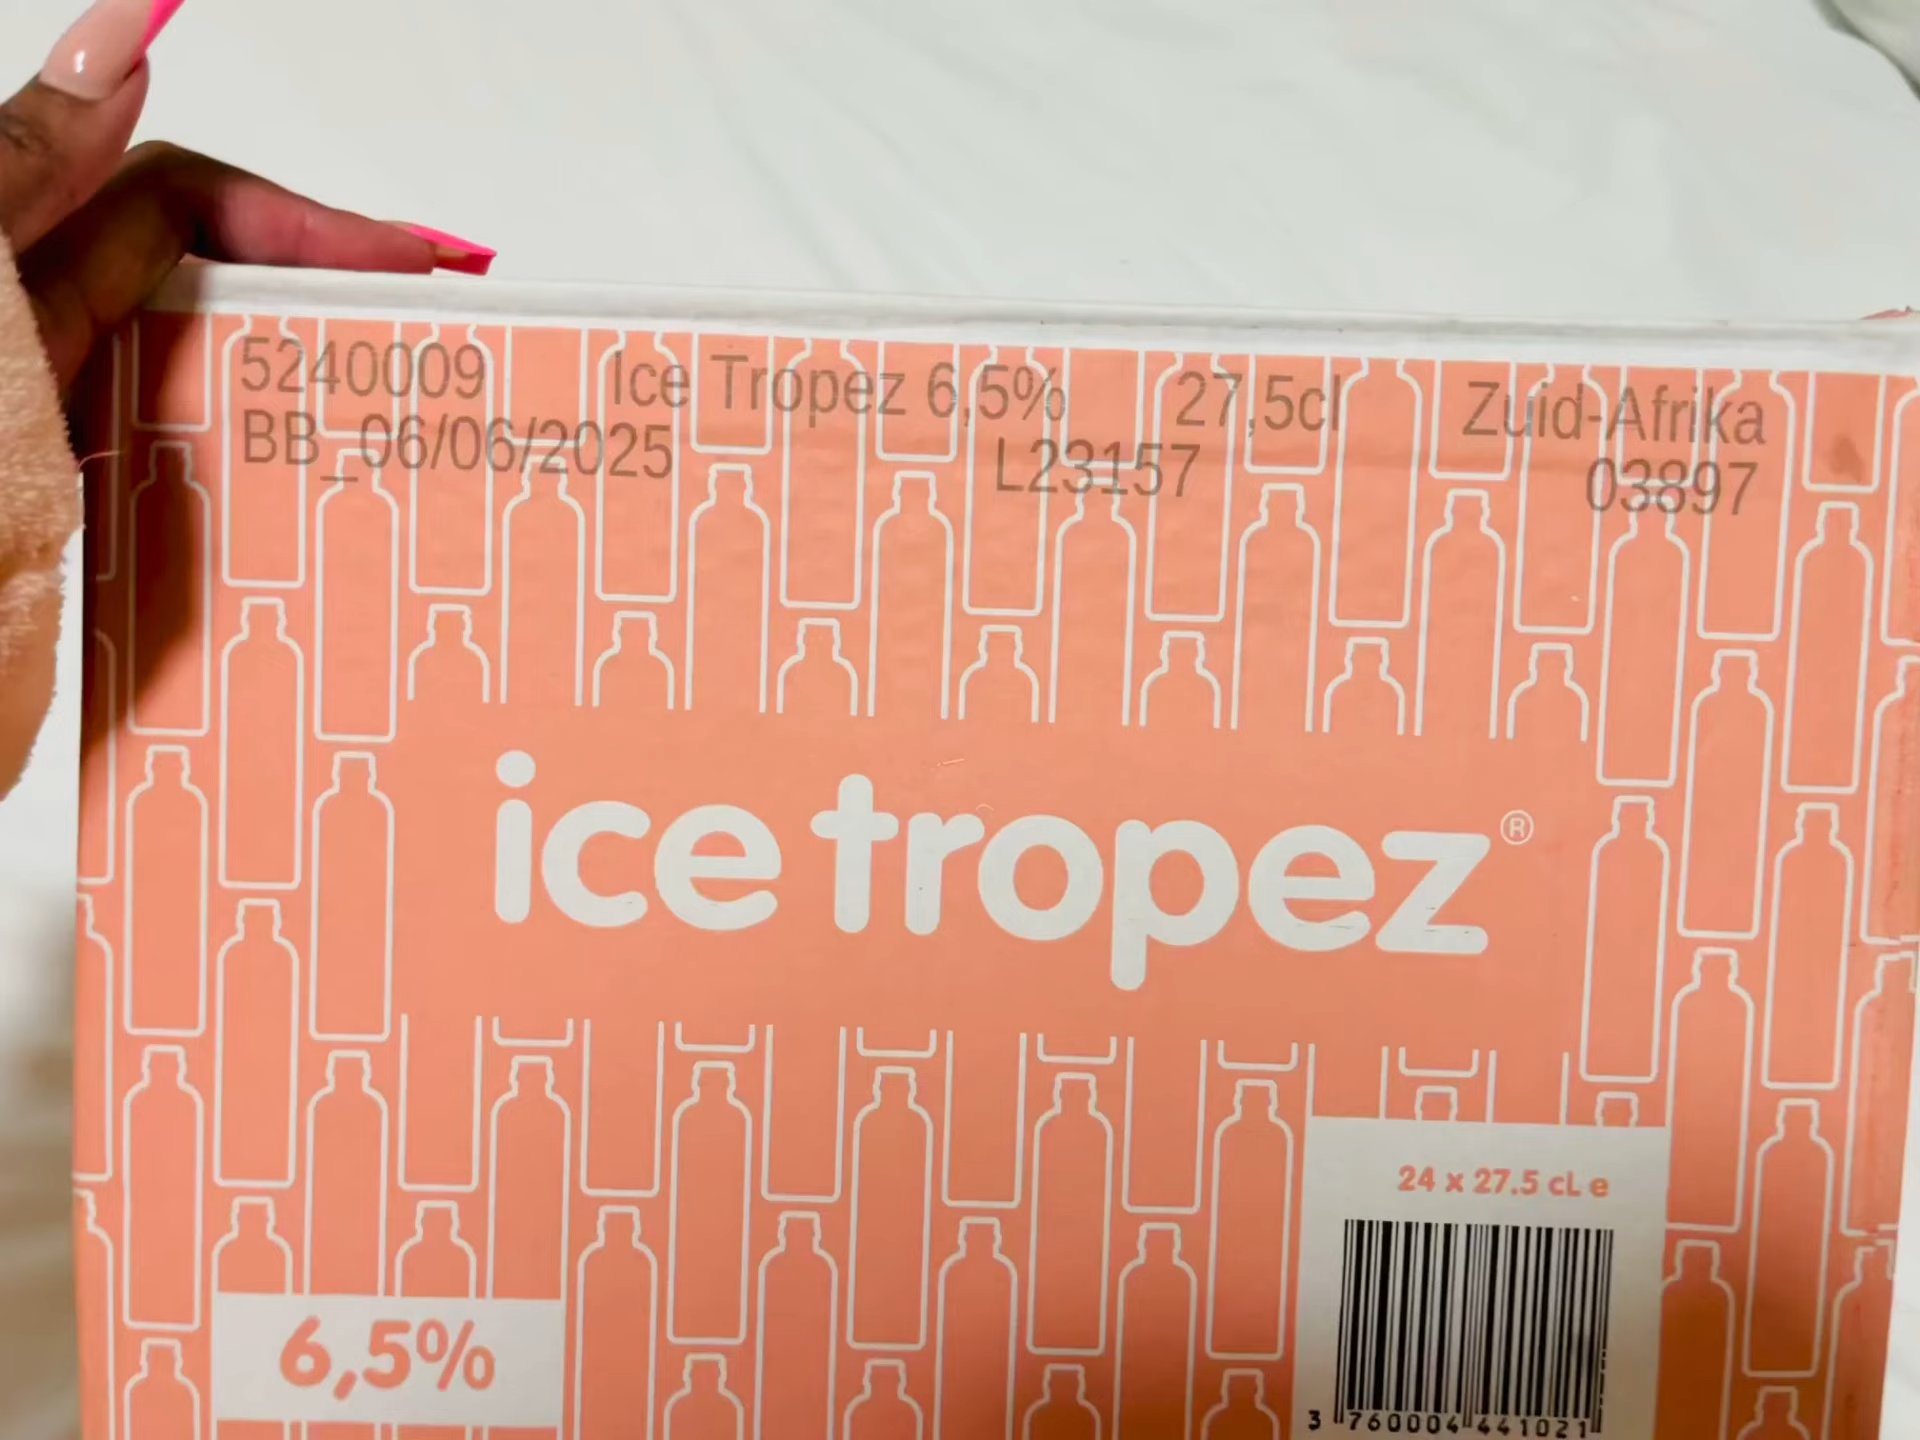 5240009 Ice Tropez 6,5% 27,5cl Zuid-Afrika
BB_06/06/2025 L23157 03897
ice tropez®
24 x 27.5 cL e
3 760004 441021
6,5%